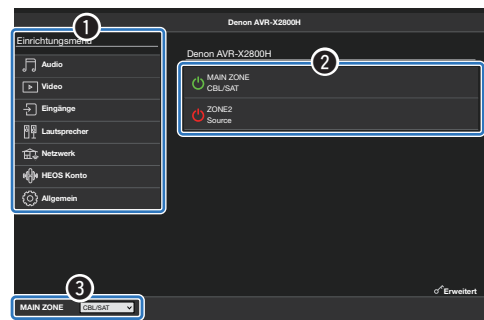 Denon AVR-X2800H
1
Einrichtungsmenü
Audio
Video
Eingänge
Lautsprecher
Netzwerk
HEOS Konto
Allgemein
Denon AVR-X2800H
2
MAIN ZONE
CBL/SAT
ZONE2
Source
Erweitert
3
MAIN ZONE CBL/SAT